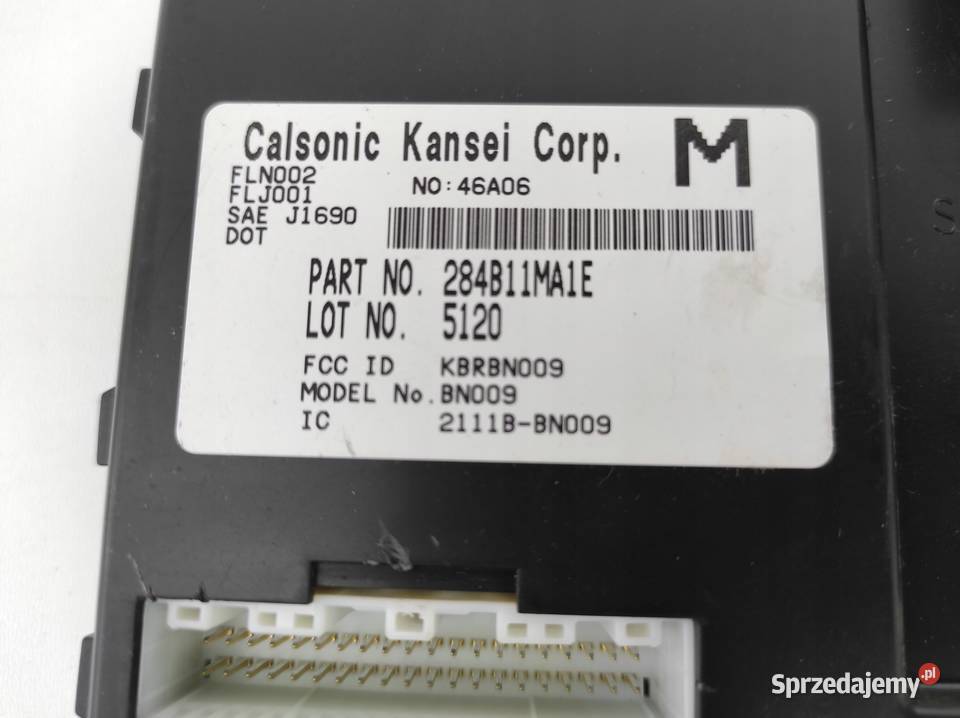 Calsonic Kansei Corp. M
FLN002
FLJ001
NO:46A06
SAE J1690
DOT
PART NO. 284B11MA1E
LOT NO. 5120
FCC ID KBRBN009
MODEL No. BN009
IC 2111B-BN009
S
Sprzedajemy.pl